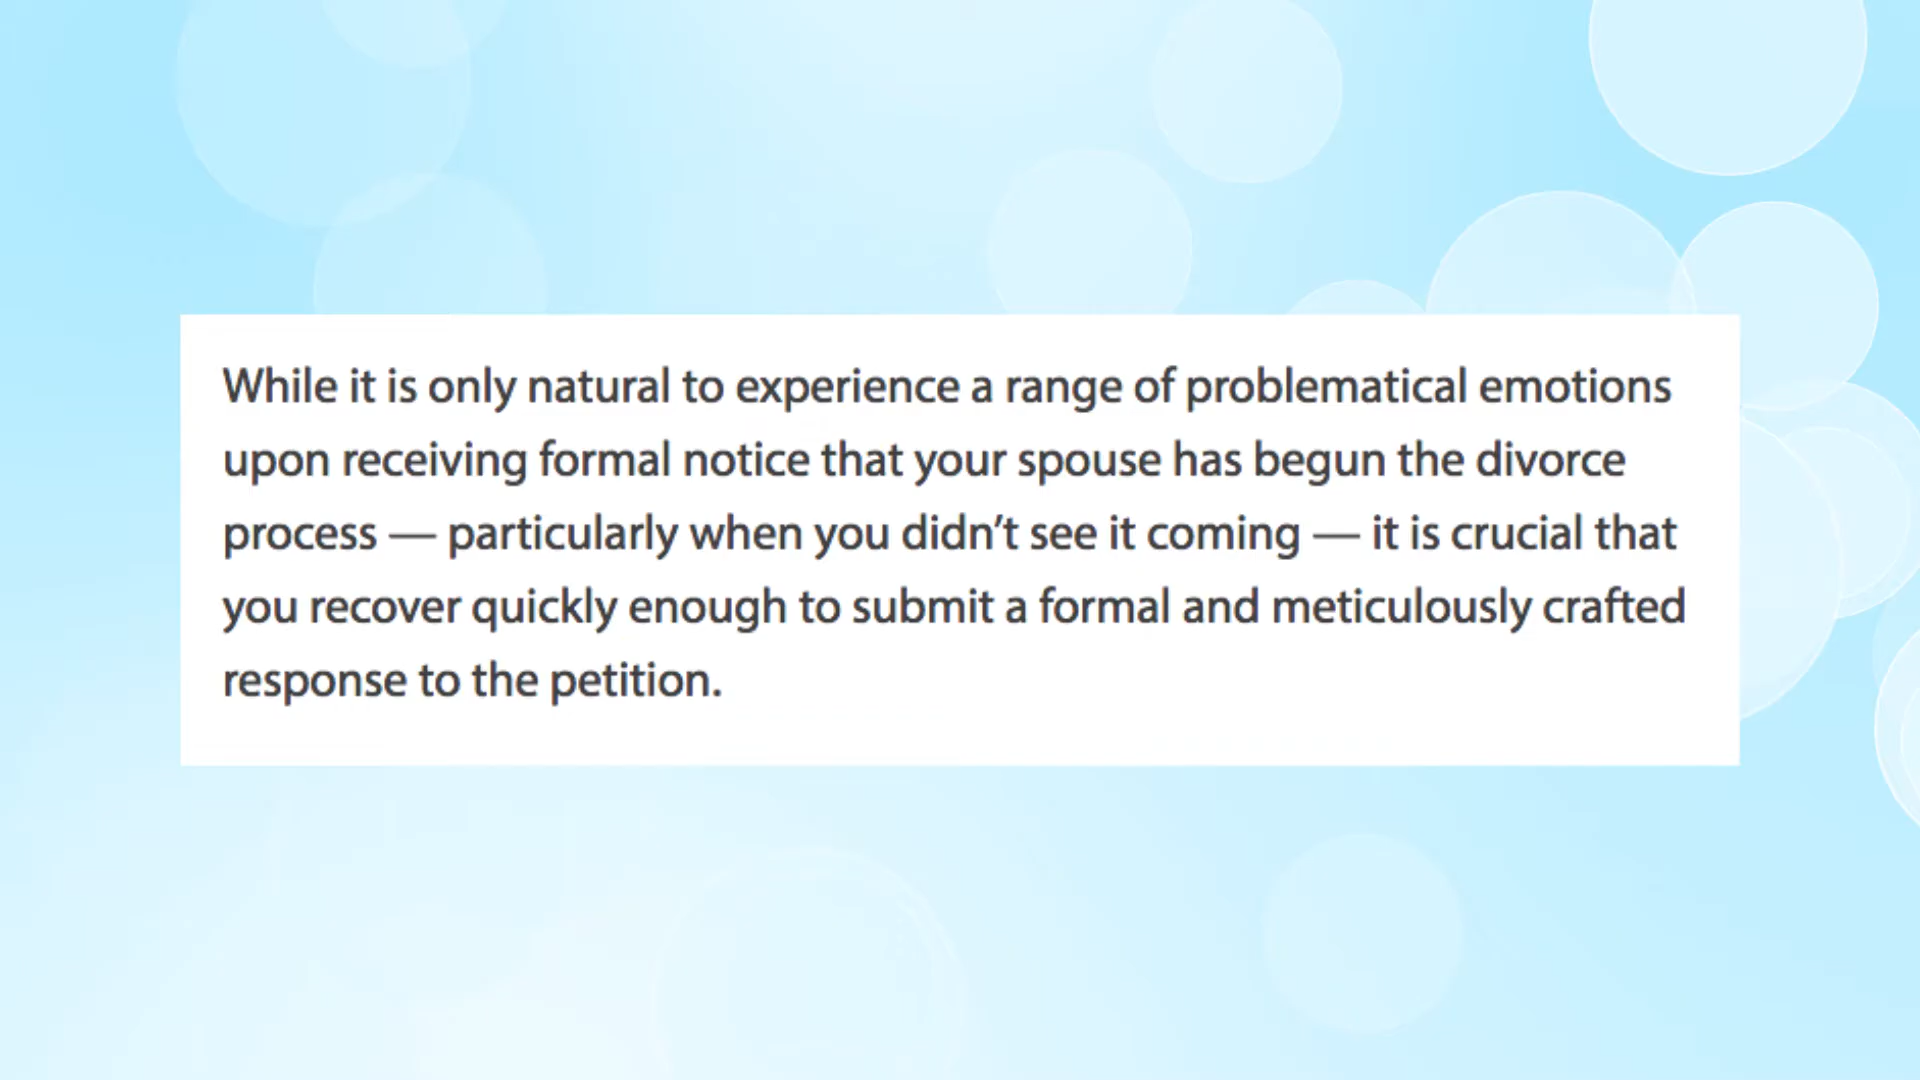 While it is only natural to experience a range of problematical emotions
upon receiving formal notice that your spouse has begun the divorce
process — particularly when you didn’t see it coming — it is crucial that
you recover quickly enough to submit a formal and meticulously crafted
response to the petition.